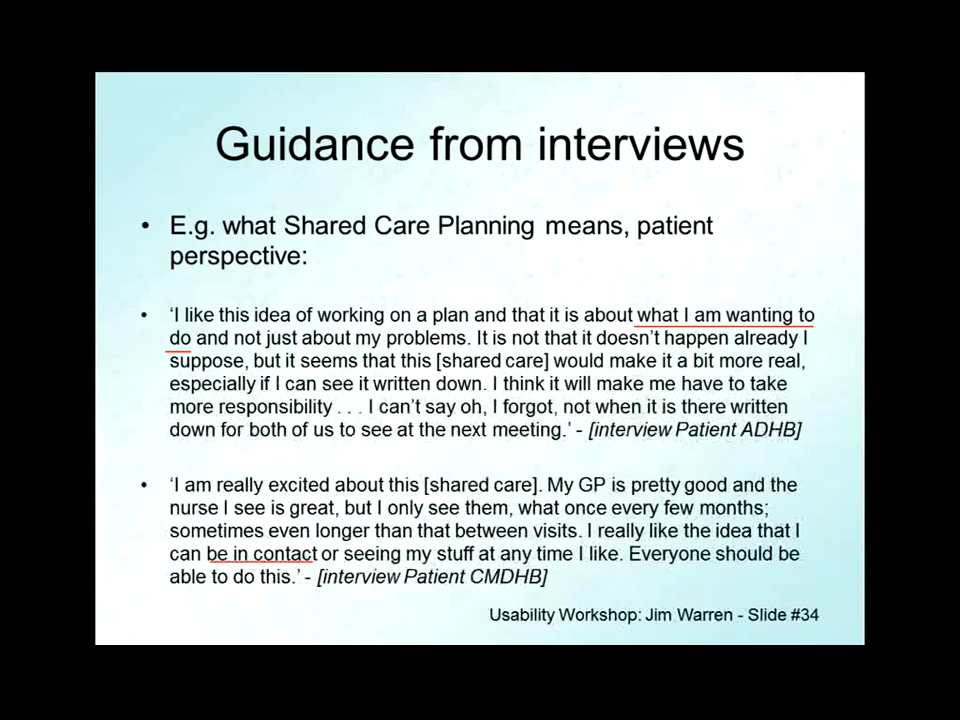 Guidance from interviews
• E.g. what Shared Care Planning means, patient
perspective:
• ‘I like this idea of working on a plan and that it is about what I am wanting to
do and not just about my problems. It is not that it doesn’t happen already I
suppose, but it seems that this [shared care] would make it a bit more real,
especially if I can see it written down. I think it will make me have to take
more responsibility . . . I can’t say oh, I forgot, not when it is there written
down for both of us to see at the next meeting.’ - [interview Patient ADHB]
• ‘I am really excited about this [shared care]. My GP is pretty good and the
nurse I see is great, but I only see them, what once every few months;
sometimes even longer than that between visits. I really like the idea that I
can be in contact or seeing my stuff at any time I like. Everyone should be
able to do this.’ - [interview Patient CMDHB]
Usability Workshop: Jim Warren - Slide #34